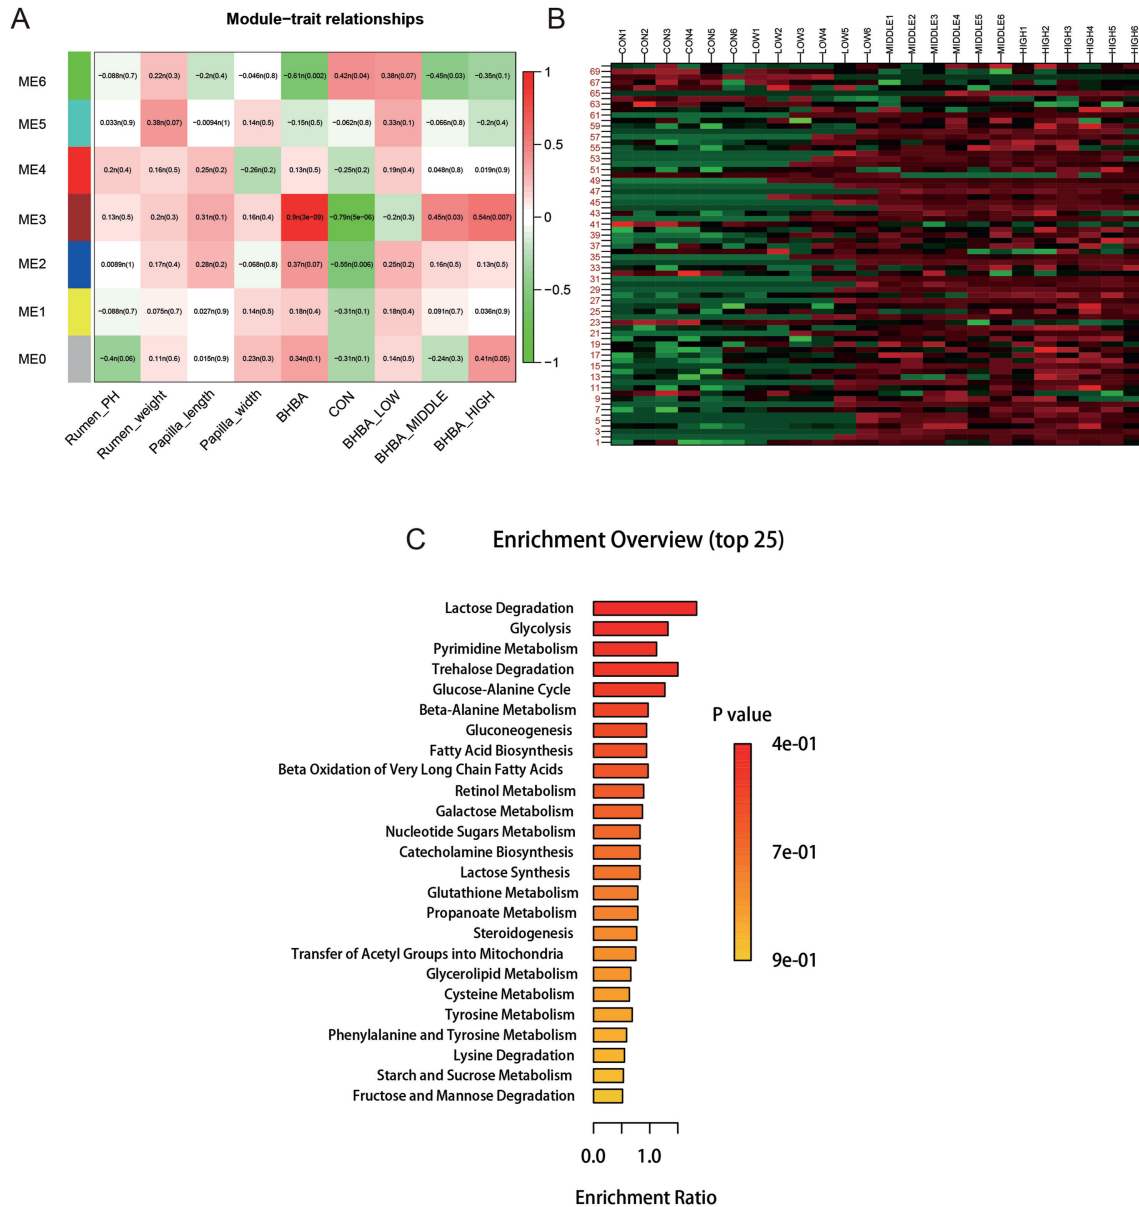 A
Module−trait relationships
ME6 −0.088n(0.7) 0.22n(0.3) −0.2n(0.4) −0.046n(0.8) −0.61n(0.002) 0.42n(0.04) 0.38n(0.07) −0.45n(0.03) −0.35n(0.1)
ME5 0.033n(0.9) 0.38n(0.07) −0.0094n(1) 0.14n(0.5) −0.15n(0.5) −0.062n(0.8) 0.33n(0.1) −0.066n(0.8) −0.2n(0.4)
ME4 0.2n(0.4) 0.16n(0.5) 0.25n(0.2) −0.26n(0.2) 0.13n(0.5) −0.25n(0.2) 0.19n(0.4) 0.048n(0.8) 0.019n(0.9)
ME3 0.13n(0.5) 0.2n(0.3) 0.31n(0.1) 0.16n(0.4) 0.9n(3e−09) −0.79n(5e−06) −0.2n(0.3) 0.45n(0.03) 0.54n(0.007)
ME2 0.0089n(1) 0.17n(0.4) 0.28n(0.2) −0.068n(0.8) 0.37n(0.07) −0.55n(0.006) 0.25n(0.2) 0.16n(0.5) 0.13n(0.5)
ME1 −0.088n(0.7) 0.075n(0.7) 0.027n(0.9) 0.14n(0.5) 0.18n(0.4) −0.31n(0.1) 0.18n(0.4) 0.091n(0.7) 0.036n(0.9)
ME0 −0.4n(0.06) 0.11n(0.6) 0.015n(0.9) 0.23n(0.3) 0.34n(0.1) −0.31n(0.1) 0.14n(0.5) −0.24n(0.3) 0.41n(0.05)
Rumen_PH Rumen_weight Papilla_length Papilla_width BHBA CON BHBA_LOW BHBA_MIDDLE BHBA_HIGH
1
0.5
0
−0.5
−1
B
CON1 CON2 CON3 CON4 CON5 CON6 LOW1 LOW2 LOW3 LOW4 LOW5 LOW6 MIDDLE1 MIDDLE2 MIDDLE3 MIDDLE4 MIDDLE5 MIDDLE6 HIGH1 HIGH2 HIGH3 HIGH4 HIGH5 HIGH6
69
67
65
63
61
59
57
55
53
51
49
47
45
43
41
39
37
35
33
31
29
27
25
23
21
19
17
15
13
11
9
7
5
3
1
C
Enrichment Overview (top 25)
Lactose Degradation
Glycolysis
Pyrimidine Metabolism
Trehalose Degradation
Glucose-Alanine Cycle
Beta-Alanine Metabolism
Gluconeogenesis
Fatty Acid Biosynthesis
Beta Oxidation of Very Long Chain Fatty Acids
Retinol Metabolism
Galactose Metabolism
Nucleotide Sugars Metabolism
Catecholamine Biosynthesis
Lactose Synthesis
Glutathione Metabolism
Propanoate Metabolism
Steroidogenesis
Transfer of Acetyl Groups into Mitochondria
Glycerolipid Metabolism
Cysteine Metabolism
Tyrosine Metabolism
Phenylalanine and Tyrosine Metabolism
Lysine Degradation
Starch and Sucrose Metabolism
Fructose and Mannose Degradation
0.0 1.0
Enrichment Ratio
P value
4e-01
7e-01
9e-01